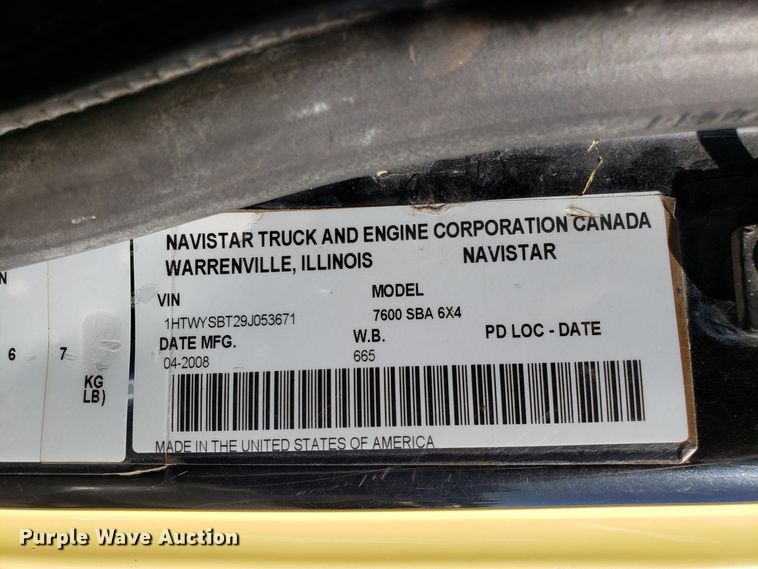 NAVISTAR TRUCK AND ENGINE CORPORATION CANADA
WARRENVILLE, ILLINOIS NAVISTAR
VIN MODEL
1HTWYSBT29J053671 7600 SBA 6X4
DATE MFG. W.B. PD LOC - DATE
04-2008 665
MADE IN THE UNITED STATES OF AMERICA
N
6 7
KG
LB)
Purple Wave Auction